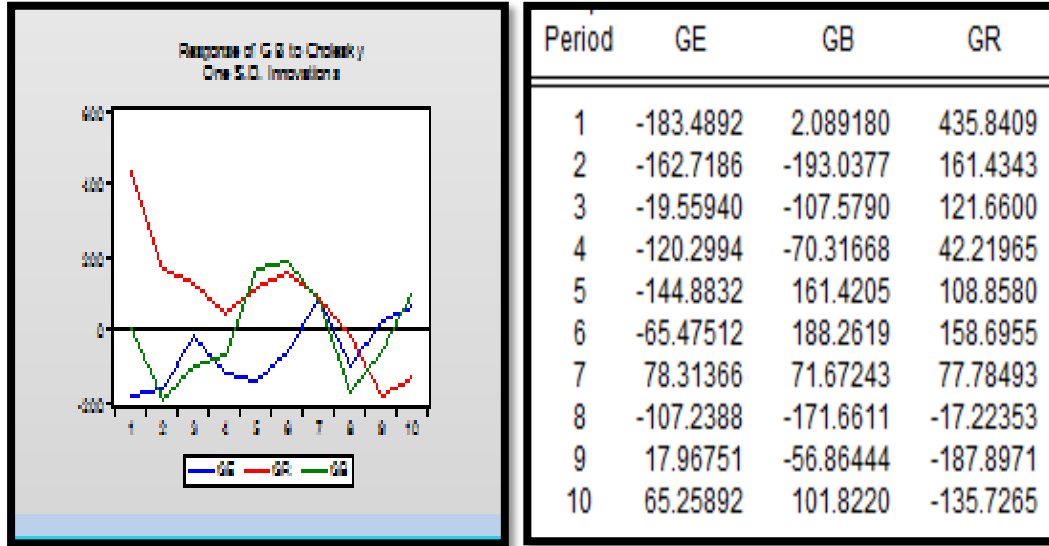 Response of GB to Cholesky
One S.D. Innovations
600
400
200
0
-200
1 2 3 4 5 6 7 8 9 10
GE GR GB
Period GE GB GR
1 -183.4892 2.089180 435.8409
2 -162.7186 -193.0377 161.4343
3 -19.55940 -107.5790 121.6600
4 -120.2994 -70.31668 42.21965
5 -144.8832 161.4205 108.8580
6 -65.47512 188.2619 158.6955
7 78.31366 71.67243 77.78493
8 -107.2388 -171.6611 -17.22353
9 17.96751 -56.86444 -187.8971
10 65.25892 101.8220 -135.7265